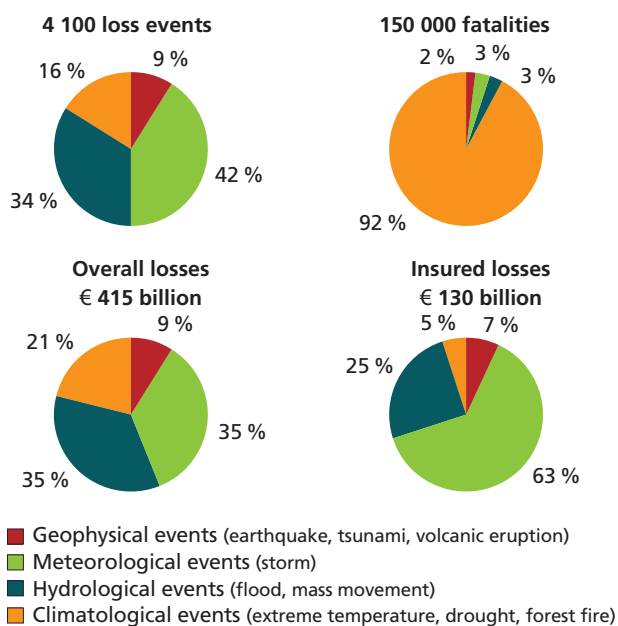 4 100 loss events
16 %
9 %
42 %
34 %
150 000 fatalities
2 %
3 %
3 %
92 %
Overall losses
€ 415 billion
21 %
9 %
35 %
35 %
Insured losses
€ 130 billion
5 %
7 %
25 %
63 %
Geophysical events (earthquake, tsunami, volcanic eruption)
Meteorological events (storm)
Hydrological events (flood, mass movement)
Climatological events (extreme temperature, drought, forest fire)